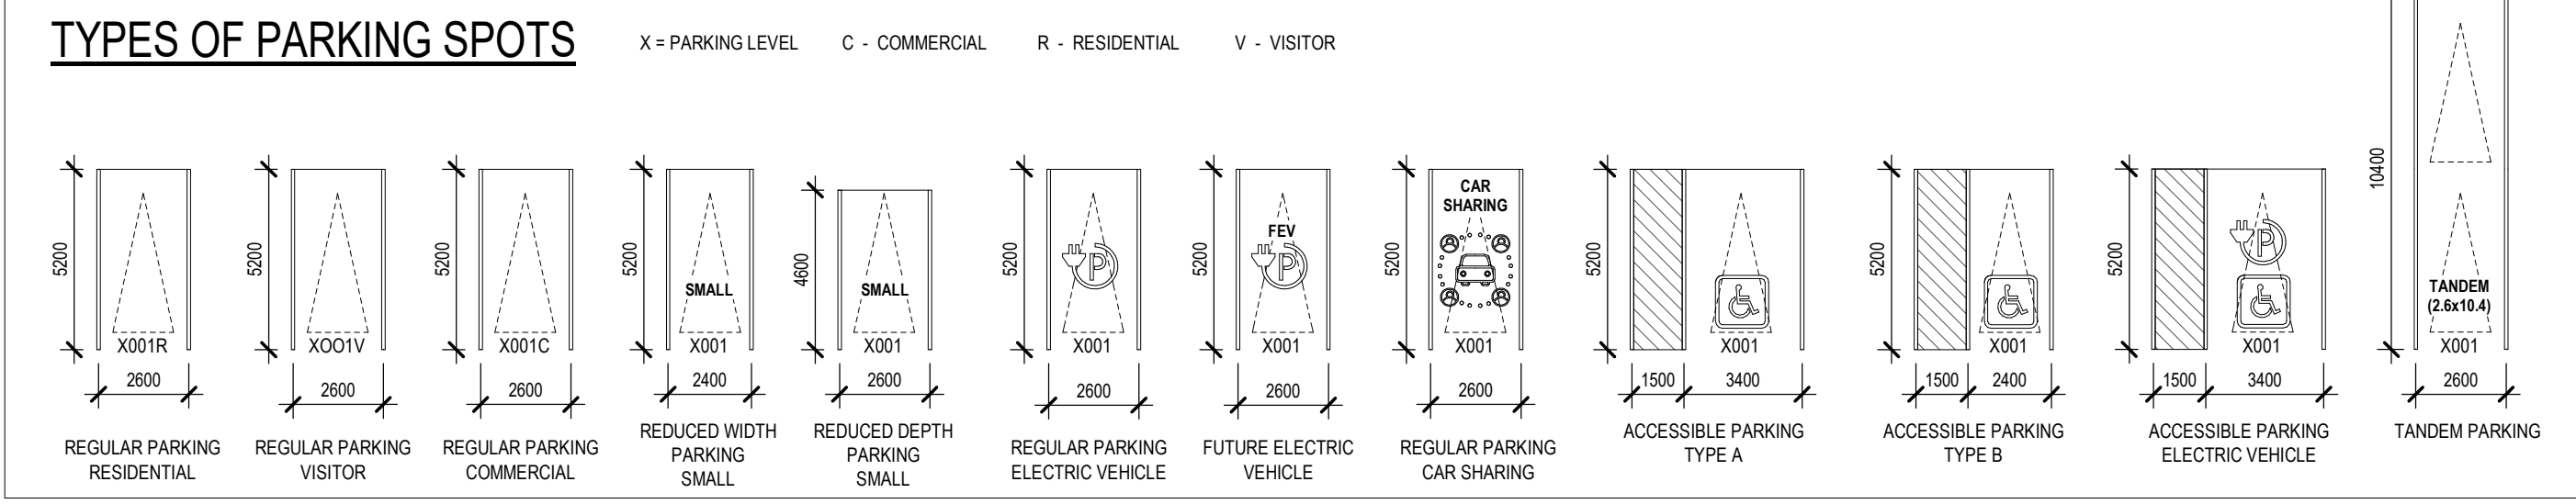 TYPES OF PARKING SPOTS
X = PARKING LEVEL
C - COMMERCIAL
R - RESIDENTIAL
V - VISITOR
5200
X001R
2600
REGULAR PARKING
RESIDENTIAL
5200
XOO1V
2600
REGULAR PARKING
VISITOR
5200
X001C
2600
REGULAR PARKING
COMMERCIAL
5200
SMALL
X001
2400
REDUCED WIDTH
PARKING
SMALL
4600
SMALL
X001
2600
REDUCED DEPTH
PARKING
SMALL
5200
P
X001
2600
REGULAR PARKING
ELECTRIC VEHICLE
5200
FEV
P
X001
2600
FUTURE ELECTRIC
VEHICLE
5200
CAR
SHARING
X001
2600
REGULAR PARKING
CAR SHARING
5200
X001
1500
3400
ACCESSIBLE PARKING
TYPE A
5200
X001
1500
2400
ACCESSIBLE PARKING
TYPE B
5200
P
X001
1500
3400
ACCESSIBLE PARKING
ELECTRIC VEHICLE
10400
TANDEM
(2.6x10.4)
X001
2600
TANDEM PARKING